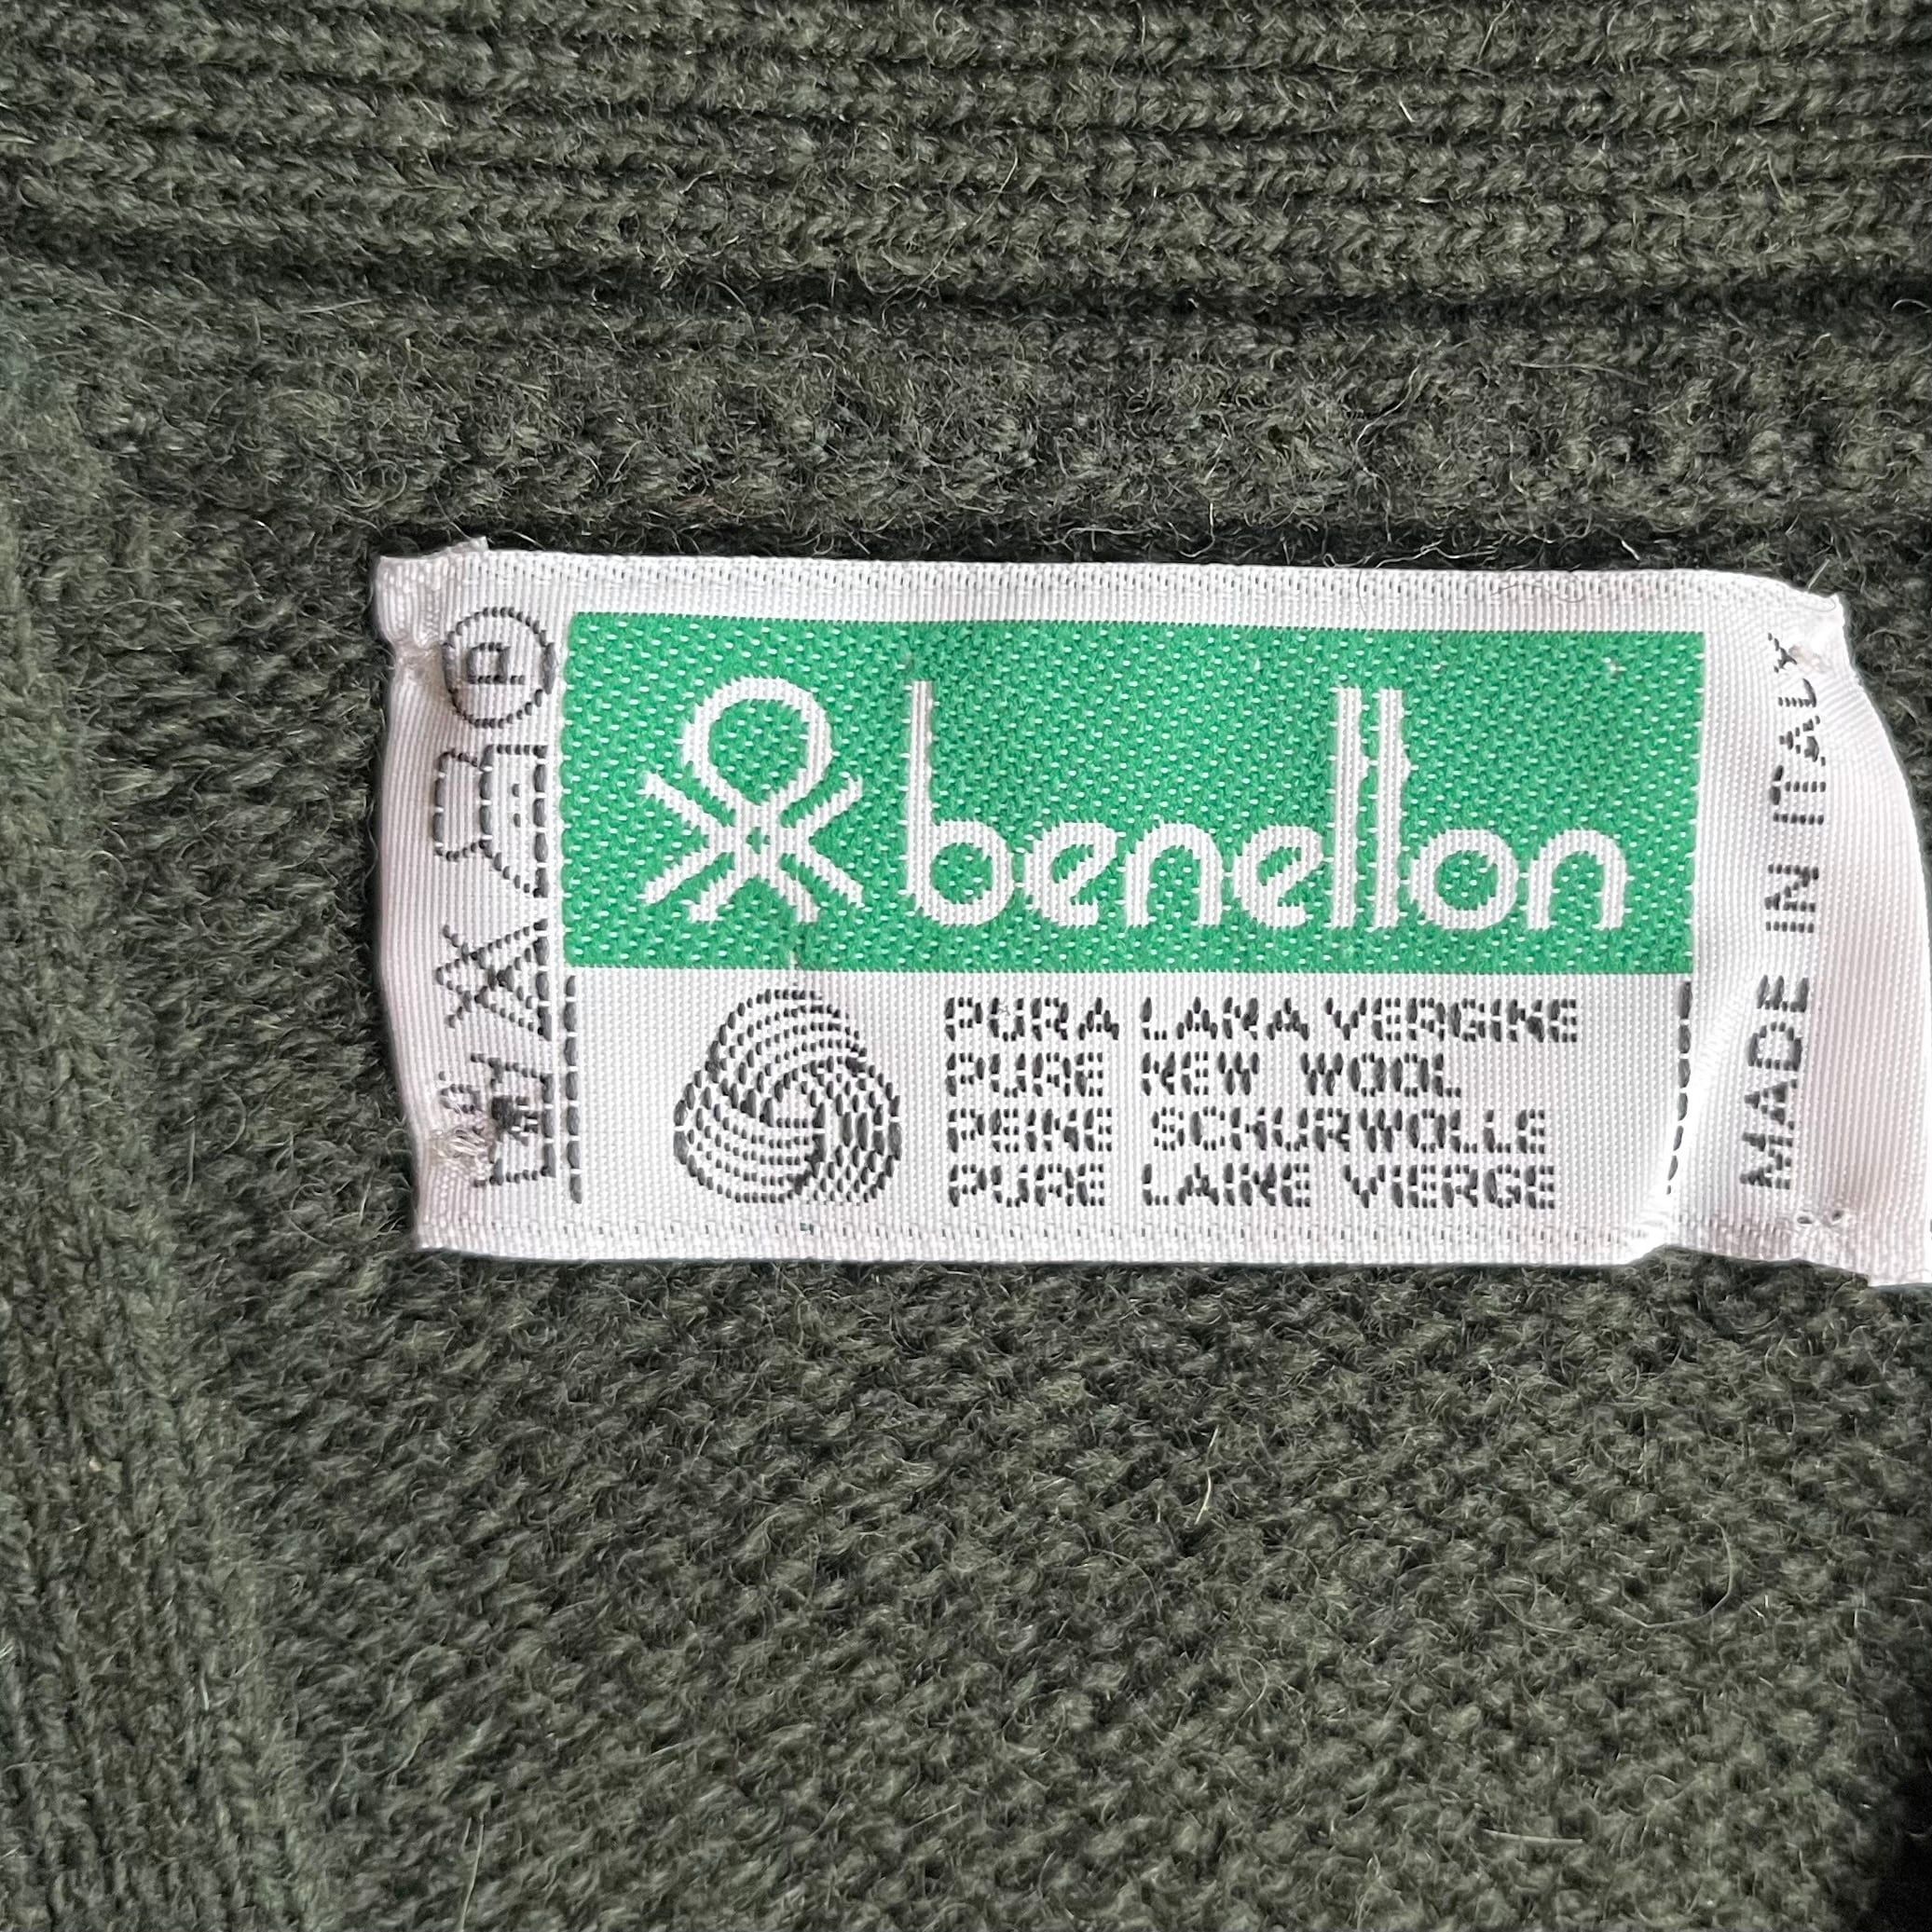 benetton
PURA LANA VERGINE
PURE NEW WOOL
REINE SCHURWOLLE
PURE LAINE VIERGE
MADE IN ITALY
P